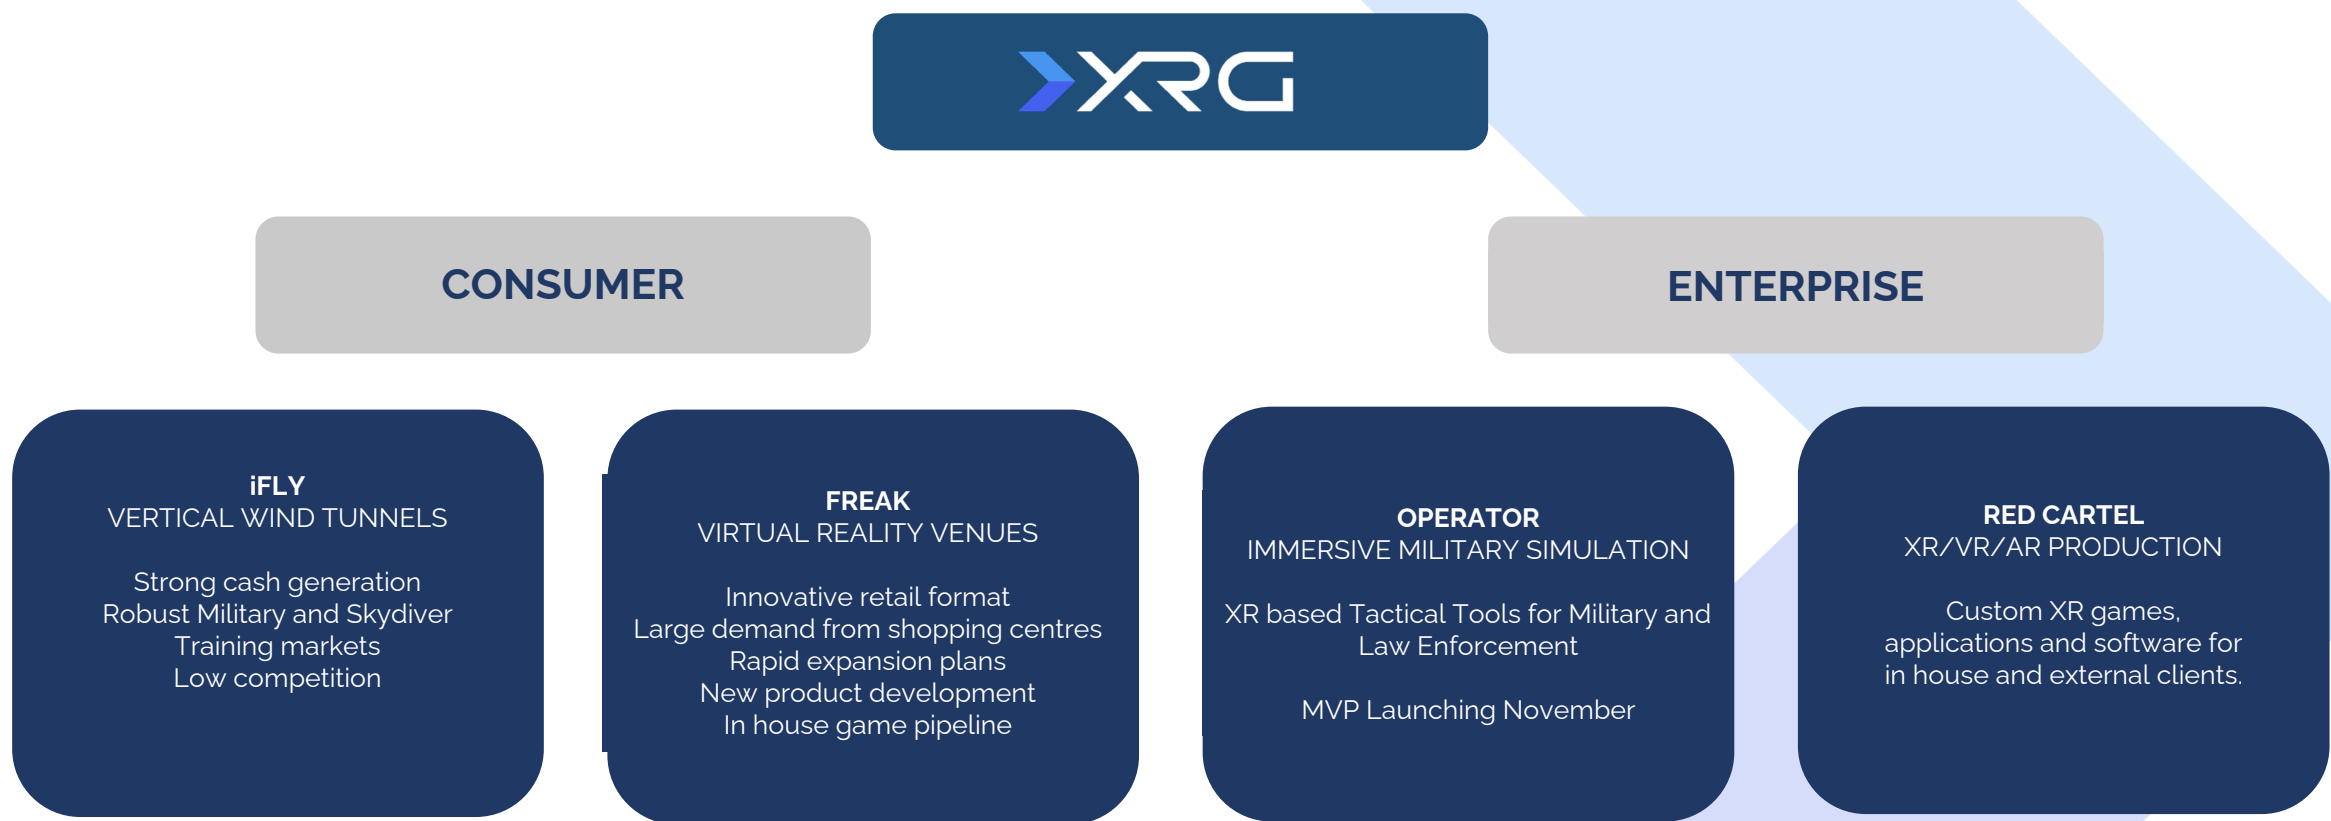 XRG
CONSUMER
ENTERPRISE
iFLY
VERTICAL WIND TUNNELS
Strong cash generation
Robust Military and Skydiver
Training markets
Low competition
FREAK
VIRTUAL REALITY VENUES
Innovative retail format
Large demand from shopping centres
Rapid expansion plans
New product development
In house game pipeline
OPERATOR
IMMERSIVE MILITARY SIMULATION
XR based Tactical Tools for Military and
Law Enforcement
MVP Launching November
RED CARTEL
XR/VR/AR PRODUCTION
Custom XR games,
applications and software for
in house and external clients.